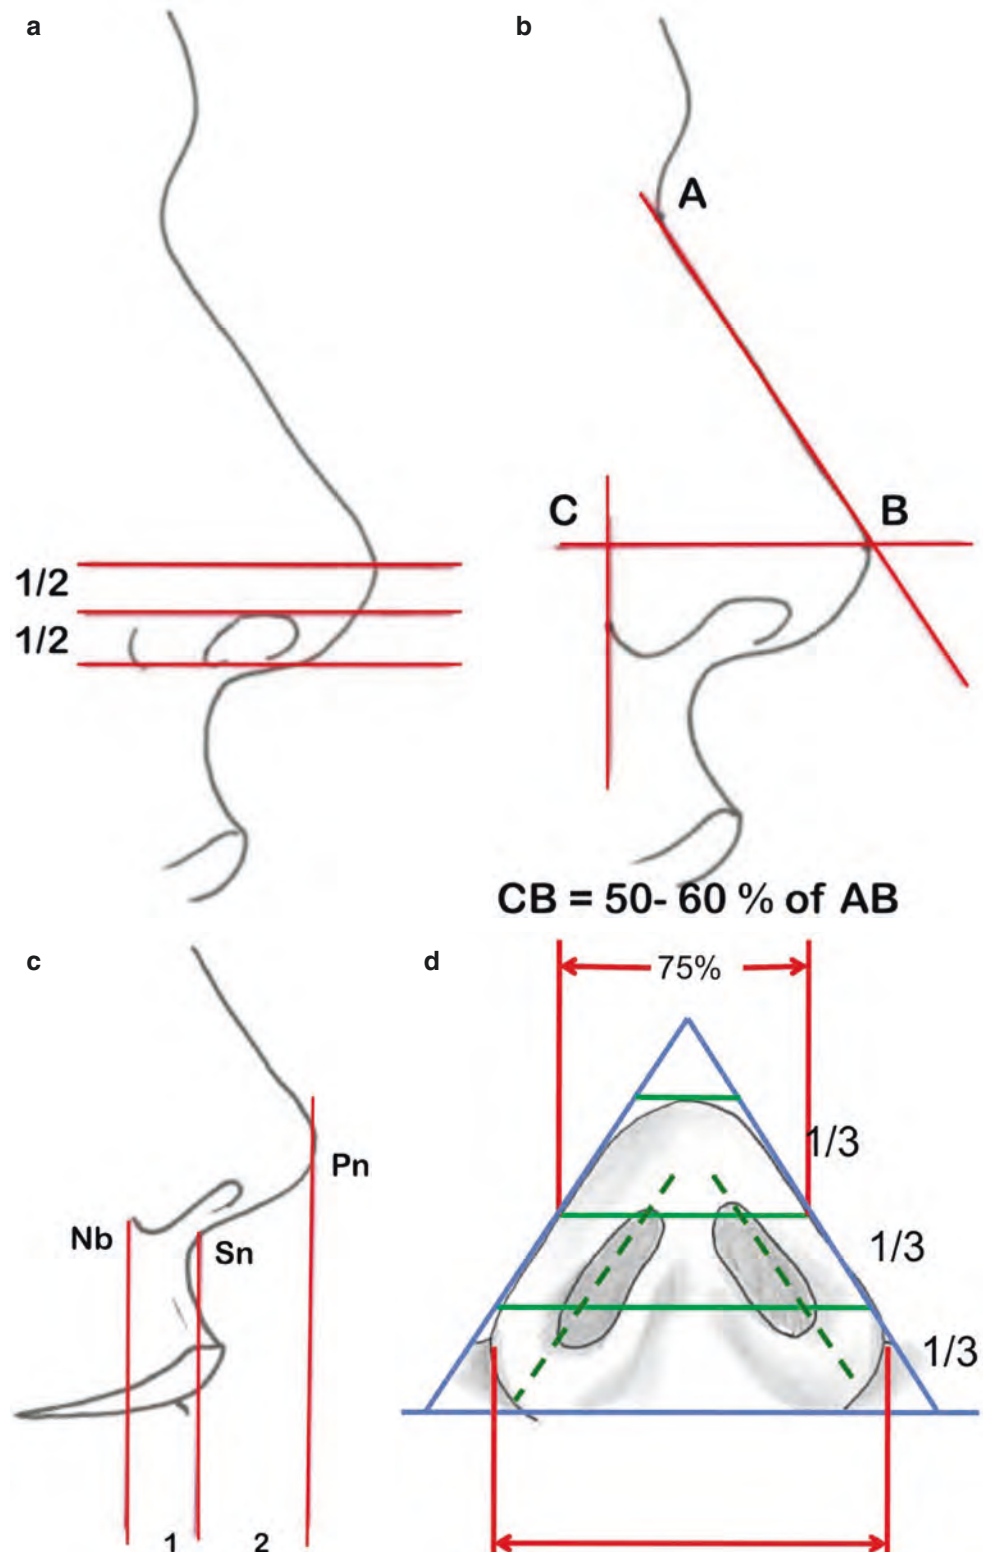 a
b
A
C
B
1/2
1/2
CB = 50- 60 % of AB
c
d
75%
1/3
Pn
Nb
Sn
1/3
1/3
1
2